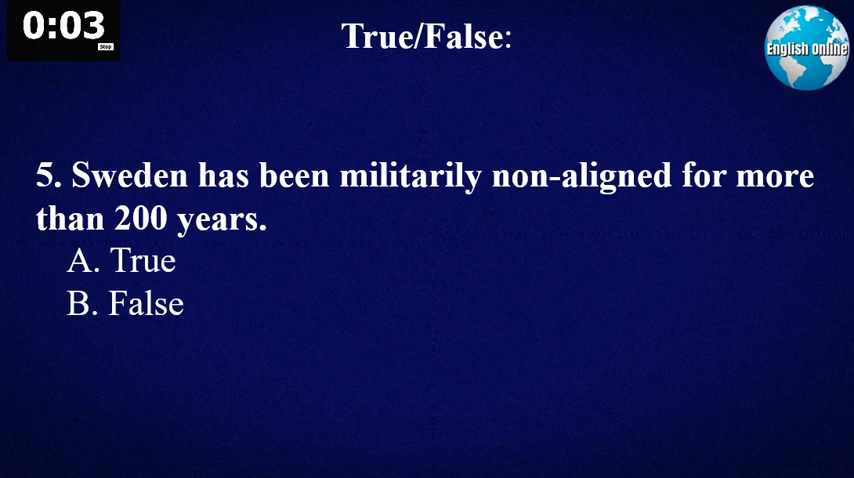 0:03
Stop
True/False:
English Online
5. Sweden has been militarily non-aligned for more
than 200 years.
A. True
B. False